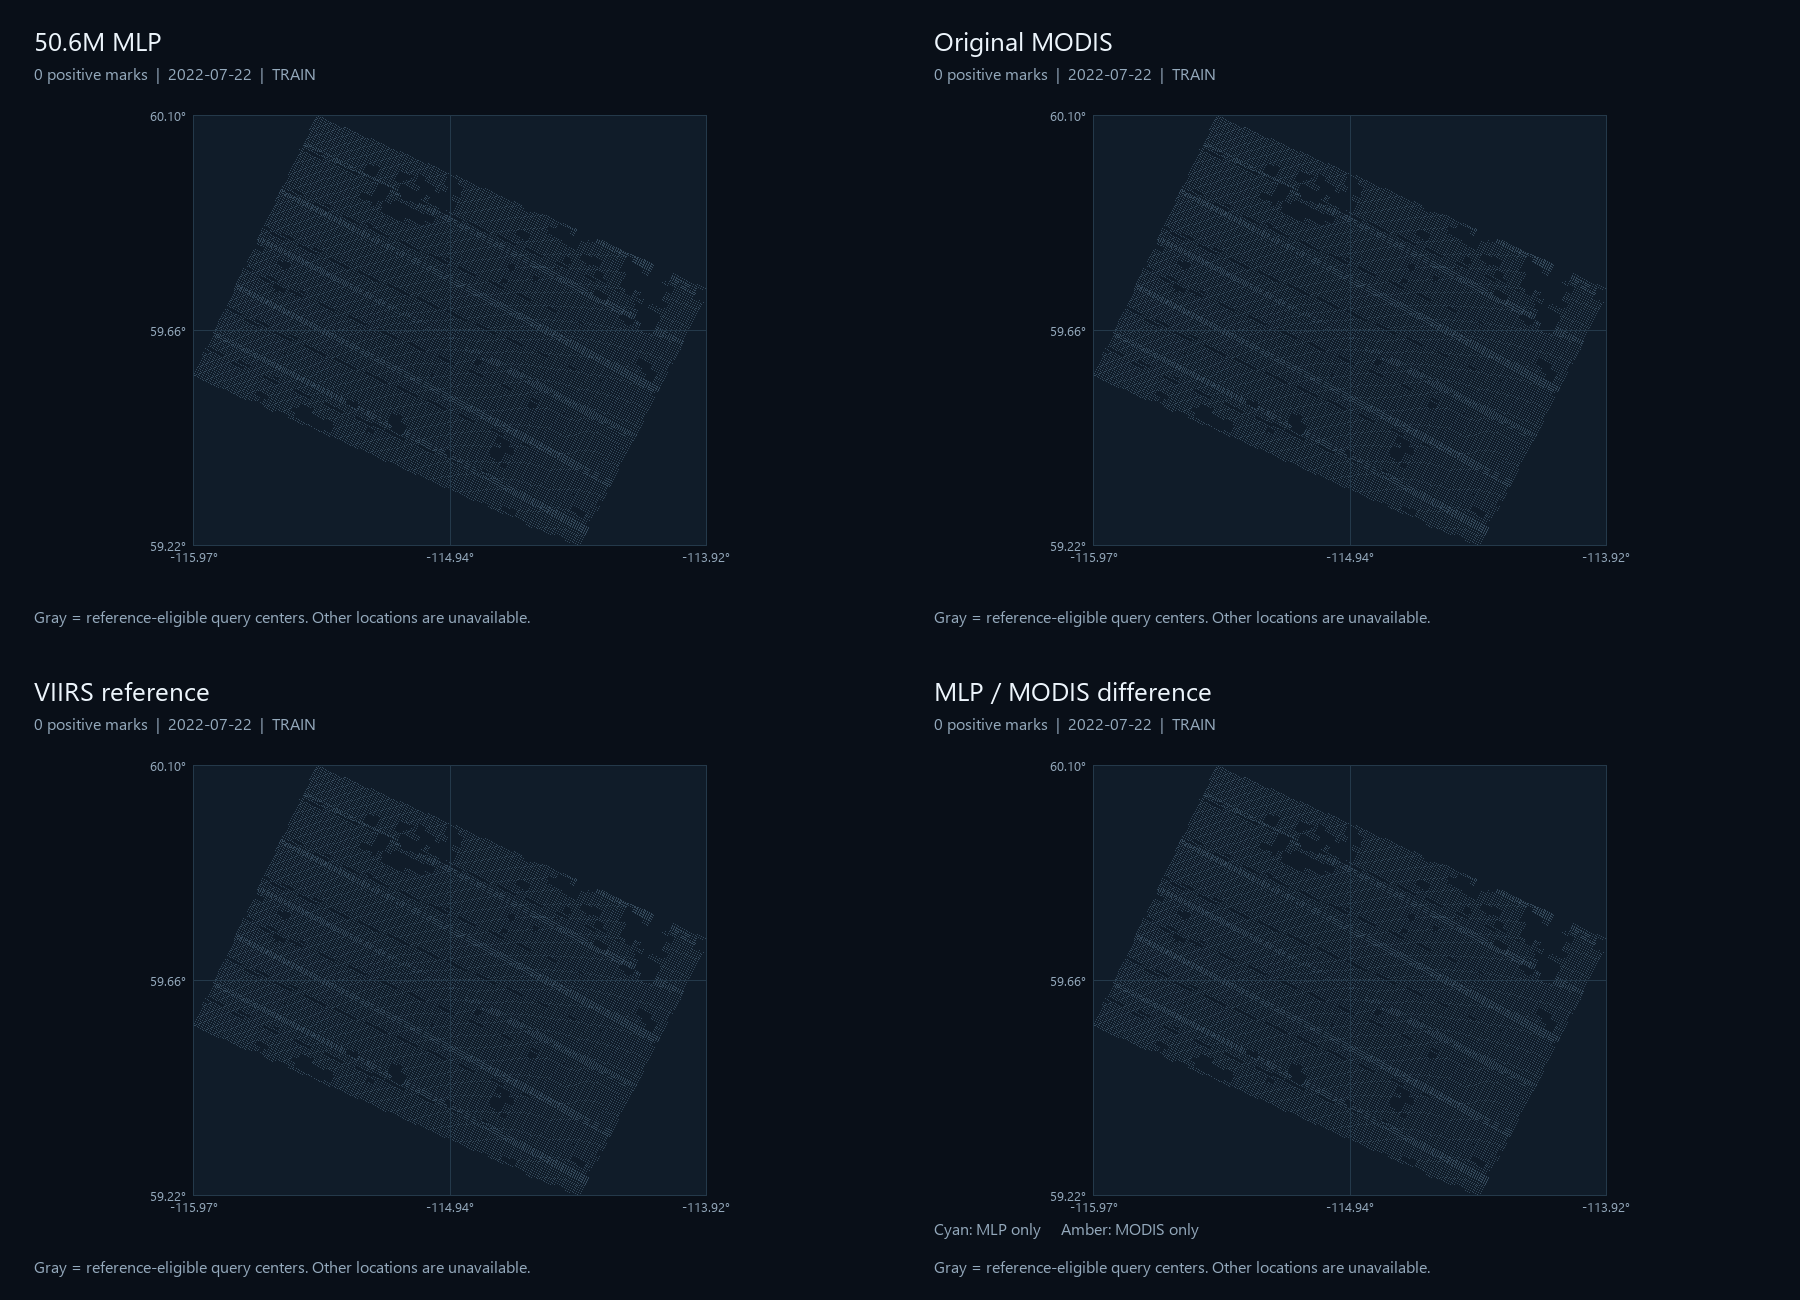 50.6M MLP
0 positive marks | 2022-07-22 | TRAIN
60.10°
59.66°
59.22°
-115.97°
-114.94°
-113.92°
Gray = reference-eligible query centers. Other locations are unavailable.
Original MODIS
0 positive marks | 2022-07-22 | TRAIN
60.10°
59.66°
59.22°
-115.97°
-114.94°
-113.92°
Gray = reference-eligible query centers. Other locations are unavailable.
VIIRS reference
0 positive marks | 2022-07-22 | TRAIN
60.10°
59.66°
59.22°
-115.97°
-114.94°
-113.92°
Gray = reference-eligible query centers. Other locations are unavailable.
MLP / MODIS difference
0 positive marks | 2022-07-22 | TRAIN
60.10°
59.66°
59.22°
-115.97°
-114.94°
-113.92°
Cyan: MLP only Amber: MODIS only
Gray = reference-eligible query centers. Other locations are unavailable.